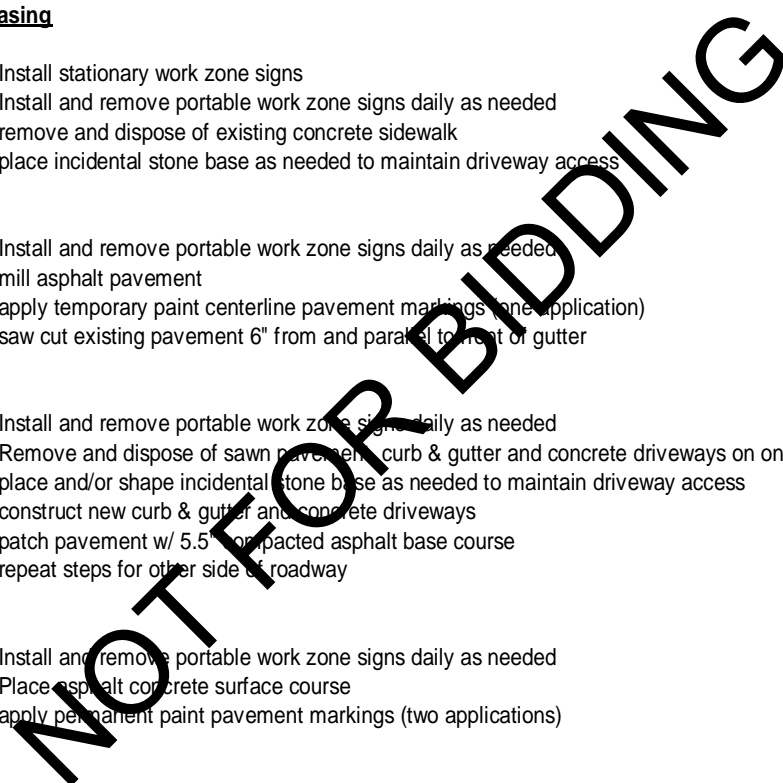 asing
Install stationary work zone signs
Install and remove portable work zone signs daily as needed
remove and dispose of existing concrete sidewalk
place incidental stone base as needed to maintain driveway access
Install and remove portable work zone signs daily as needed
mill asphalt pavement
apply temporary paint centerline pavement markings (one application)
saw cut existing pavement 6" from and parallel to front of gutter
Install and remove portable work zone signs daily as needed
Remove and dispose of sawn pavement, curb & gutter and concrete driveways on on
place and/or shape incidental stone base as needed to maintain driveway access
construct new curb & gutter and concrete driveways
patch pavement w/ 5.5" compacted asphalt base course
repeat steps for other side of roadway
Install and remove portable work zone signs daily as needed
Place asphalt concrete surface course
apply permanent paint pavement markings (two applications)
NOT FOR BIDDING